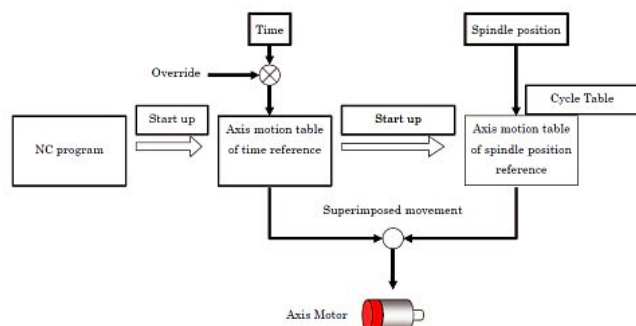 Time
Spindle position
Override
Cycle Table
Start up
Start up
NC program
Axis motion table
of time reference
Axis motion table
of spindle position
reference
Superimposed movement
Axis Motor